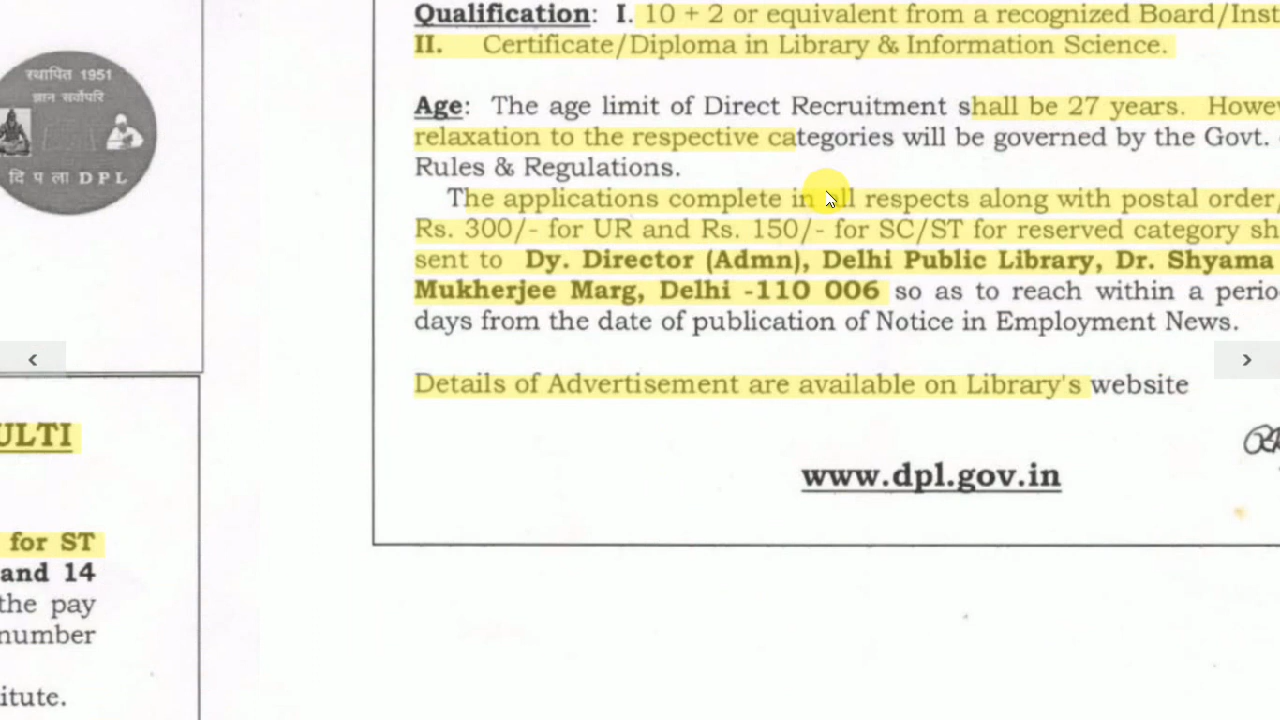 स्थापित 1951
ज्ञान सर्वोपरि
दि प ला DPL
ULTI
for ST
and 14
the pay
number
itute.
Qualification: I. 10 + 2 or equivalent from a recognized Board/Inst
II. Certificate/Diploma in Library & Information Science.
Age: The age limit of Direct Recruitment shall be 27 years. Howe
relaxation to the respective categories will be governed by the Govt.
Rules & Regulations.
The applications complete in all respects along with postal order/
Rs. 300/- for UR and Rs. 150/- for SC/ST for reserved category sh
sent to Dy. Director (Admn), Delhi Public Library, Dr. Shyama
Mukherjee Marg, Delhi -110 006 so as to reach within a perio
days from the date of publication of Notice in Employment News.
Details of Advertisement are available on Library's website
www.dpl.gov.in